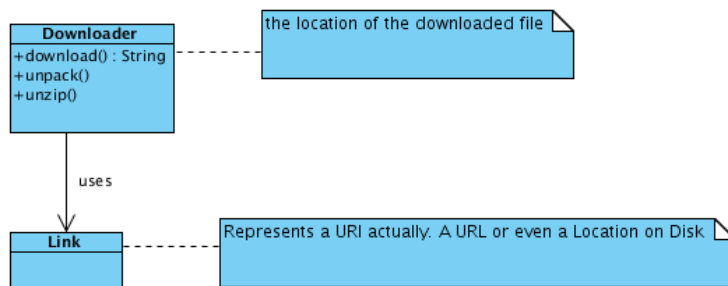 Downloader
+download() : String
+unpack()
+unzip()
the location of the downloaded file
uses
Link
Represents a URI actually. A URL or even a Location on Disk